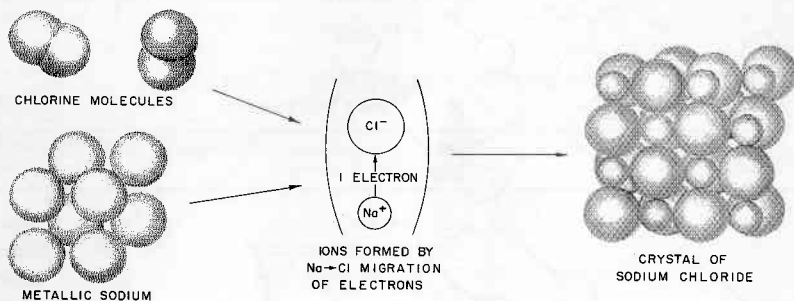 CHLORINE MOLECULES
METALLIC SODIUM
Cl⁻
1 ELECTRON
Na⁺
IONS FORMED BY
Na→Cl MIGRATION
OF ELECTRONS
CRYSTAL OF
SODIUM CHLORIDE